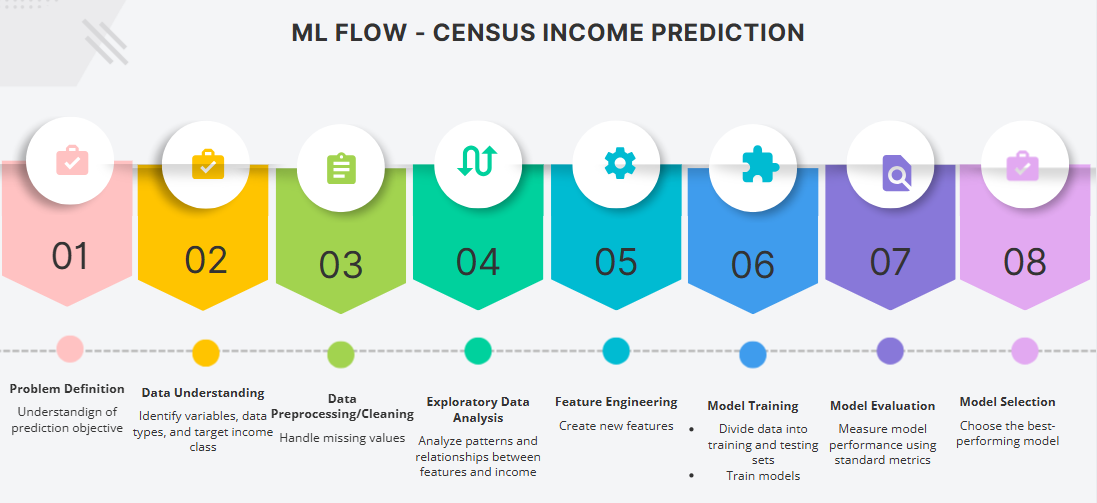 ML FLOW - CENSUS INCOME PREDICTION
01
02
03
04
05
06
07
08
Problem Definition
Understandign of
prediction objective
Data Understanding
Identify variables, data
types, and target income
class
Data
Preprocessing/Cleaning
Handle missing values
Exploratory Data
Analysis
Analyze patterns and
relationships between
features and income
Feature Engineering
Create new features
Model Training
• Divide data into
training and testing
sets
• Train models
Model Evaluation
Measure model
performance using
standard metrics
Model Selection
Choose the best-
performing model